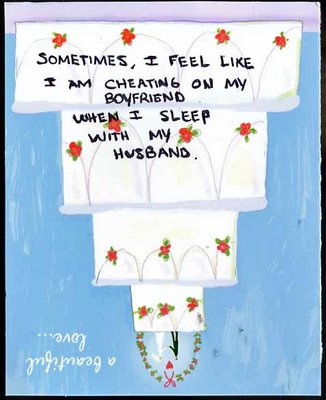 SOMETIMES, I FEEL LIKE
I AM CHEATING ON MY
BOYFRIEND
WHEN I SLEEP
WITH MY
HUSBAND.
a beautiful
love...